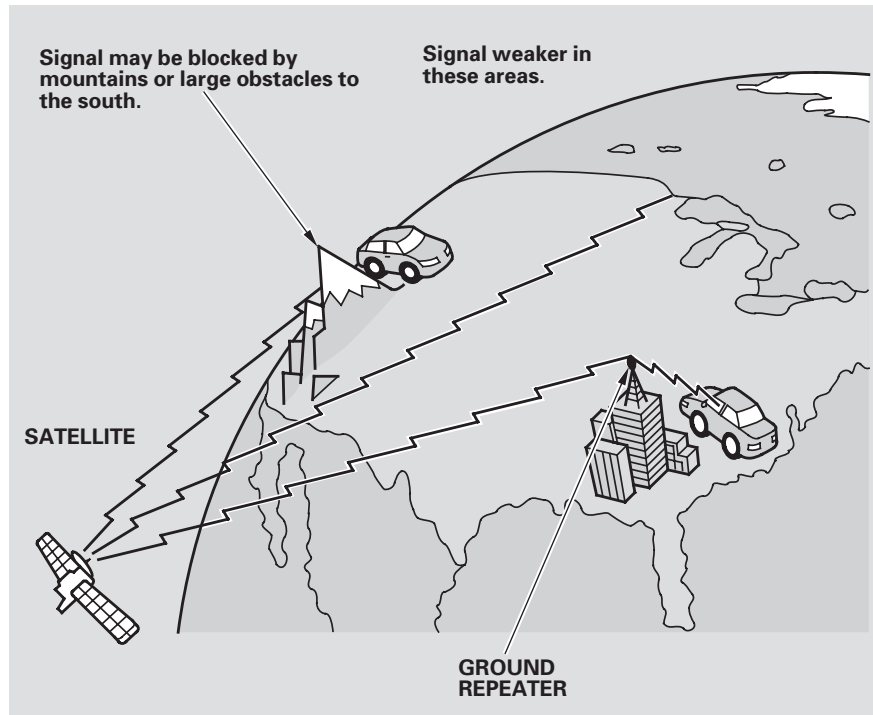 Signal may be blocked by
mountains or large obstacles to
the south.
Signal weaker in
these areas.
SATELLITE
GROUND
REPEATER